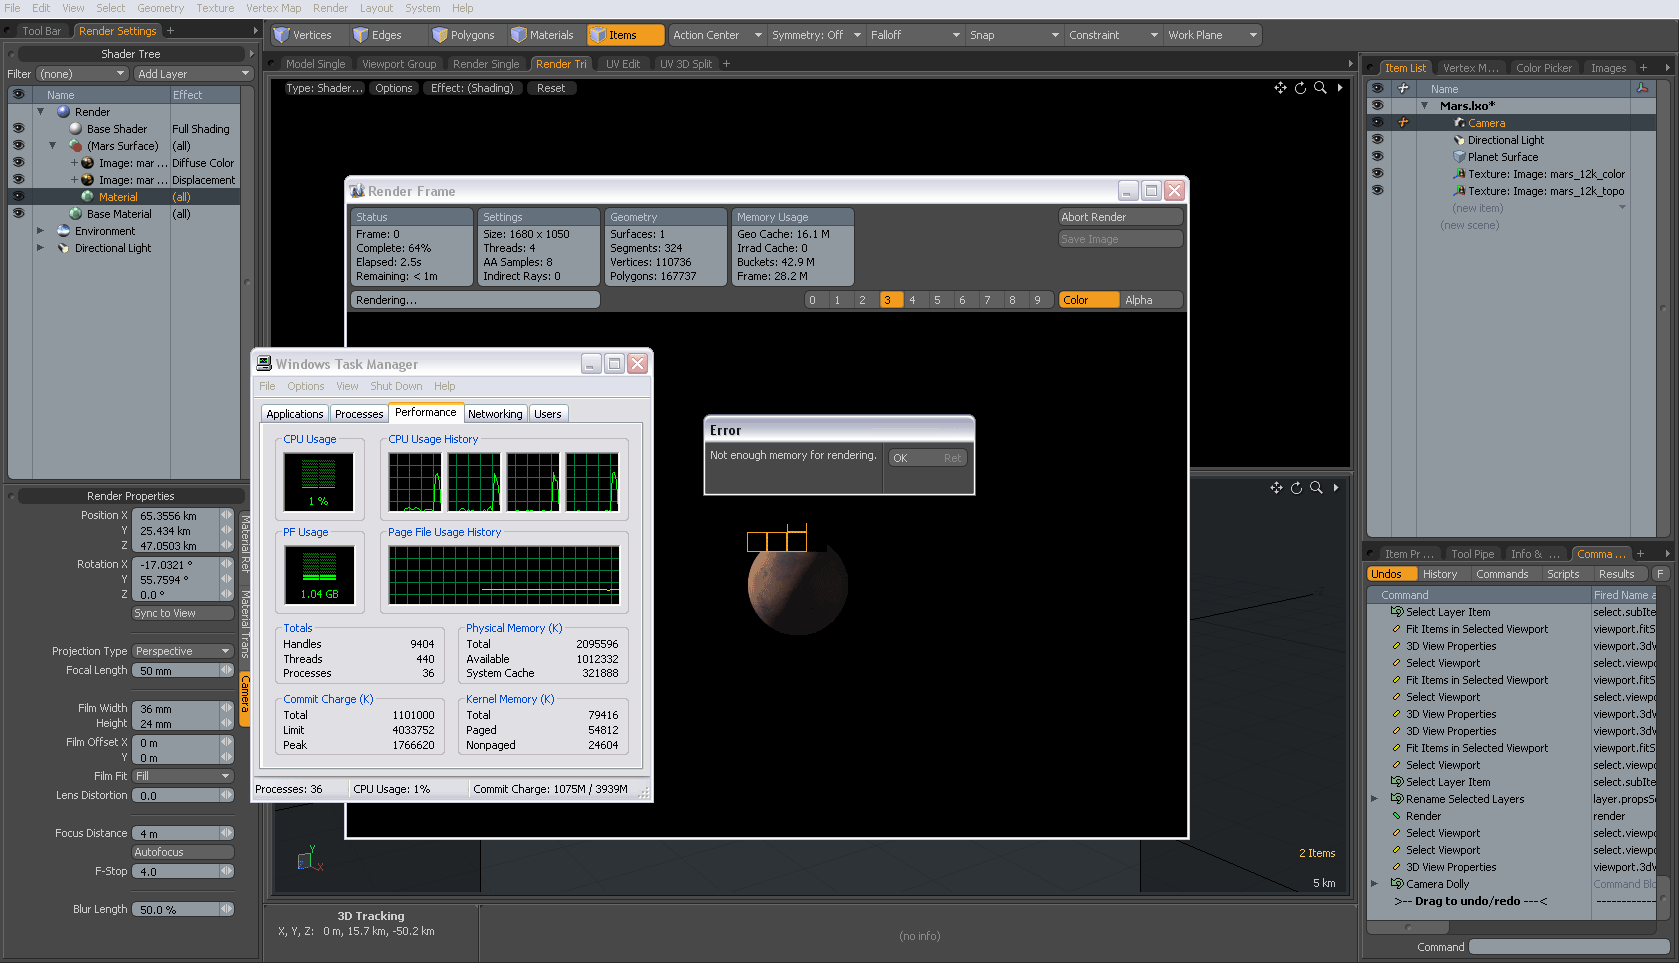 File Edit View Select Geometry Texture Vertex Map Render Layout System Help
Tool Bar Render Settings +
Shader Tree
Filter (none) Add Layer
Name Effect
Render
Base Shader Full Shading
(Mars Surface) (all)
Image: mar ... Diffuse Color
Image: mar ... Displacement
Material (all)
Base Material (all)
Environment
Directional Light
Render Properties
Position X 65.3556 km
Y 25.434 km
Z 47.0503 km
Rotation X -17.0321 °
Y 55.7594 °
Z 0.0 °
Sync to View
Projection Type Perspective
Focal Length 50 mm
Film Width 36 mm
Height 24 mm
Film Offset X 0 m
Y 0 m
Film Fit Fill
Lens Distortion 0.0
Focus Distance 4 m
Autofocus
F-Stop 4.0
Blur Length 50.0 %
Material Ref
Material Trans
Camera
Vertices Edges Polygons Materials Items Action Center Symmetry: Off Falloff Snap Constraint Work Plane
Model Single Viewport Group Render Single Render Tri UV Edit UV 3D Split +
Type: Shader... Options Effect: (Shading) Reset
Render Frame
Status
Frame: 0
Complete: 64%
Elapsed: 2.5s
Remaining: < 1m
Settings
Size: 1680 x 1050
Threads: 4
AA Samples: 8
Indirect Rays: 0
Geometry
Surfaces: 1
Segments: 324
Vertices: 110736
Polygons: 167737
Memory Usage
Geo Cache: 16.1 M
Irrad Cache: 0
Buckets: 42.9 M
Frame: 28.2 M
Abort Render
Save Image
Rendering...
0 1 2 3 4 5 6 7 8 9 Color Alpha
Windows Task Manager
File Options View Shut Down Help
Applications Processes Performance Networking Users
CPU Usage CPU Usage History
1 %
PF Usage Page File Usage History
1.04 GB
Totals
Handles 9404
Threads 440
Processes 36
Physical Memory (K)
Total 2095596
Available 1012332
System Cache 321888
Commit Charge (K)
Total 1101000
Limit 4033752
Peak 1766620
Kernel Memory (K)
Total 79416
Paged 54812
Nonpaged 24604
Processes: 36 CPU Usage: 1% Commit Charge: 1075M / 3939M
Error
Not enough memory for rendering.
OK Ret
Y
Z X
2 Items
5 km
3D Tracking
X, Y, Z: 0 m, 15.7 km, -50.2 km
(no info)
Item List Vertex M... Color Picker Images +
Name
Mars.lxo*
Camera
Directional Light
Planet Surface
Texture: Image: mars_12k_color
Texture: Image: mars_12k_topo
(new item)
(new scene)
Item Pr ... Tool Pipe Info & ... Comma ... +
Undos History Commands Scripts Results F
Command Fired Name a
Select Layer Item select.subIte
Fit Items in Selected Viewport viewport.fitS
3D View Properties viewport.3dV
Select Viewport select.viewpo
Fit Items in Selected Viewport viewport.fitS
Select Viewport select.viewpo
3D View Properties viewport.3dV
3D View Properties viewport.3dV
Fit Items in Selected Viewport viewport.fitS
Select Viewport select.viewpo
Select Layer Item select.subIte
Rename Selected Layers layer.propsSe
Render render
Select Viewport select.viewpo
Select Viewport select.viewpo
3D View Properties viewport.3dV
Camera Dolly Command Blo
>-- Drag to undo/redo ---< -------------
Command